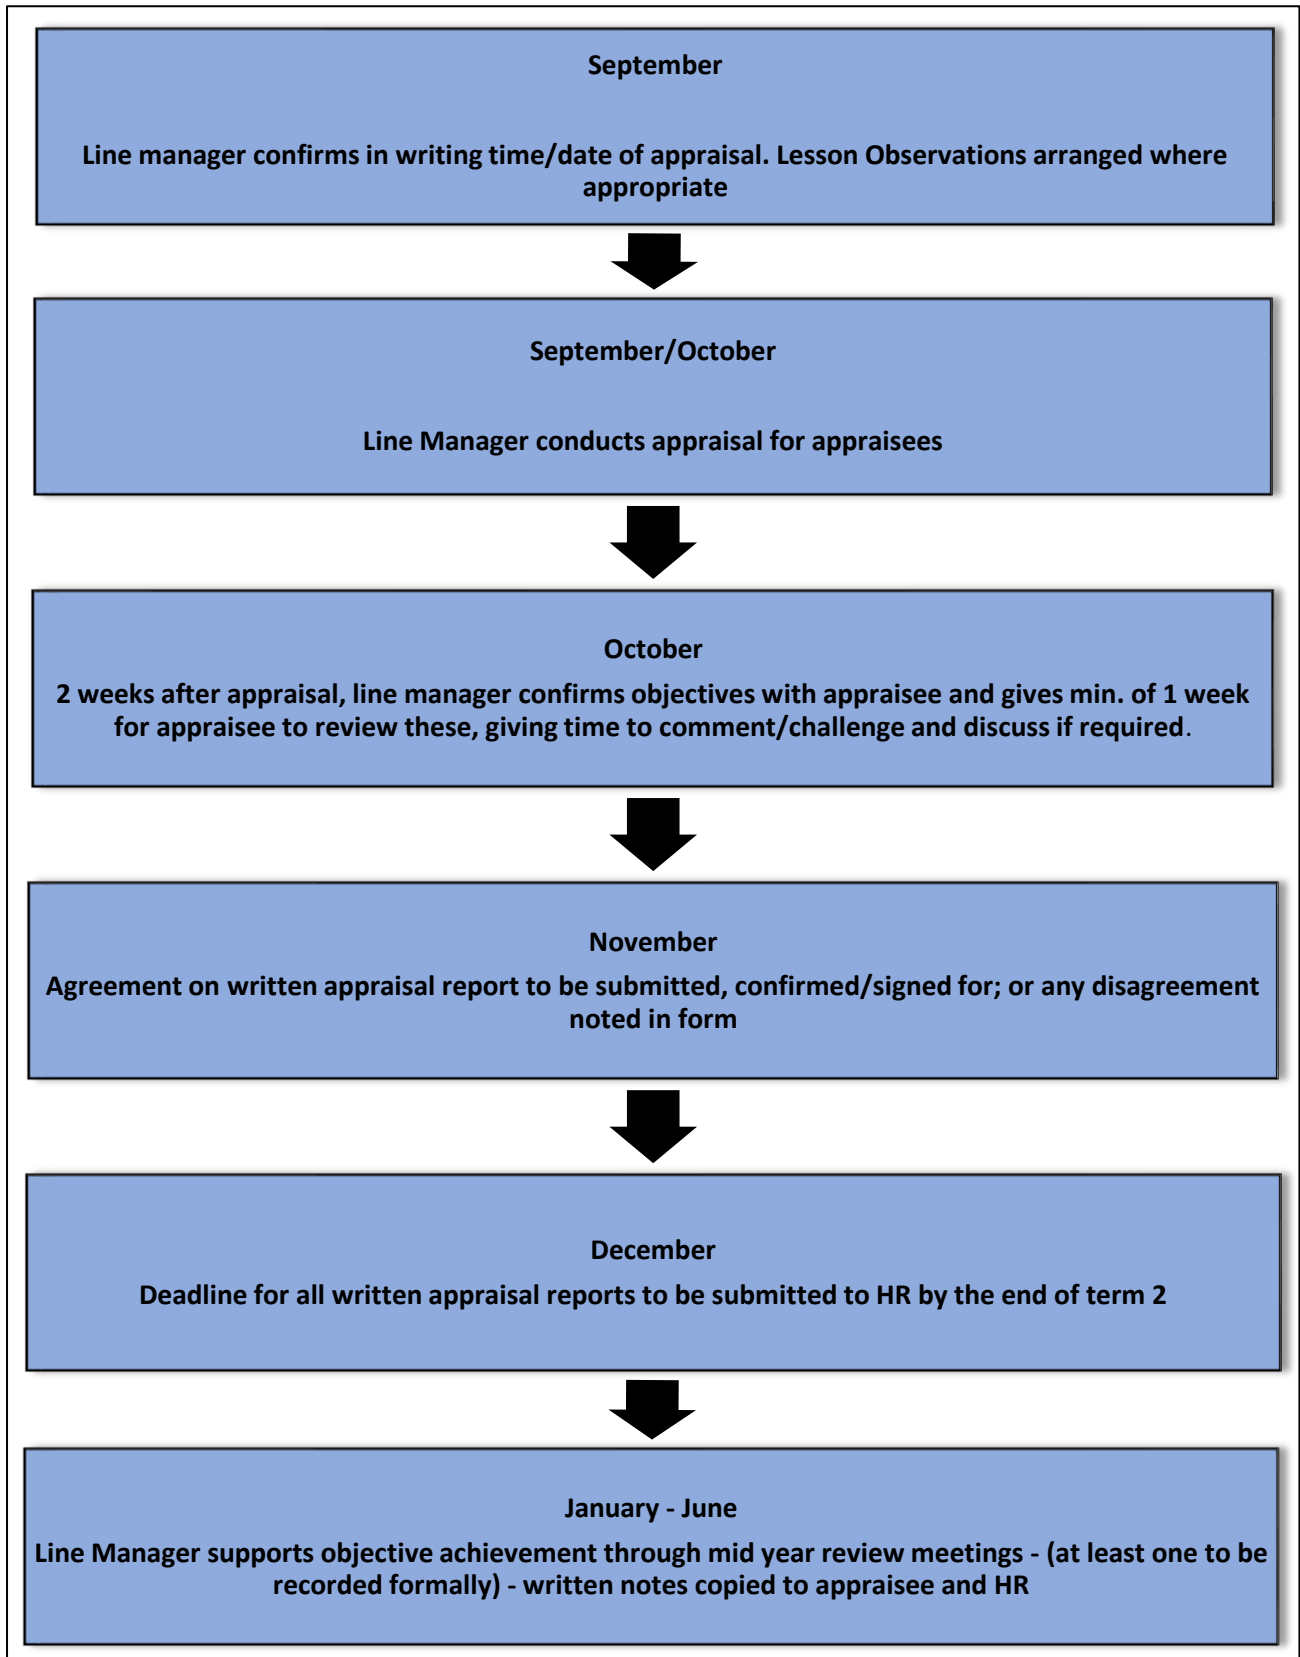 September
Line manager confirms in writing time/date of appraisal. Lesson Observations arranged where
appropriate
September/October
Line Manager conducts appraisal for appraisees
October
2 weeks after appraisal, line manager confirms objectives with appraisee and gives min. of 1 week
for appraisee to review these, giving time to comment/challenge and discuss if required.
November
Agreement on written appraisal report to be submitted, confirmed/signed for; or any disagreement
noted in form
December
Deadline for all written appraisal reports to be submitted to HR by the end of term 2
January - June
Line Manager supports objective achievement through mid year review meetings - (at least one to be
recorded formally) - written notes copied to appraisee and HR